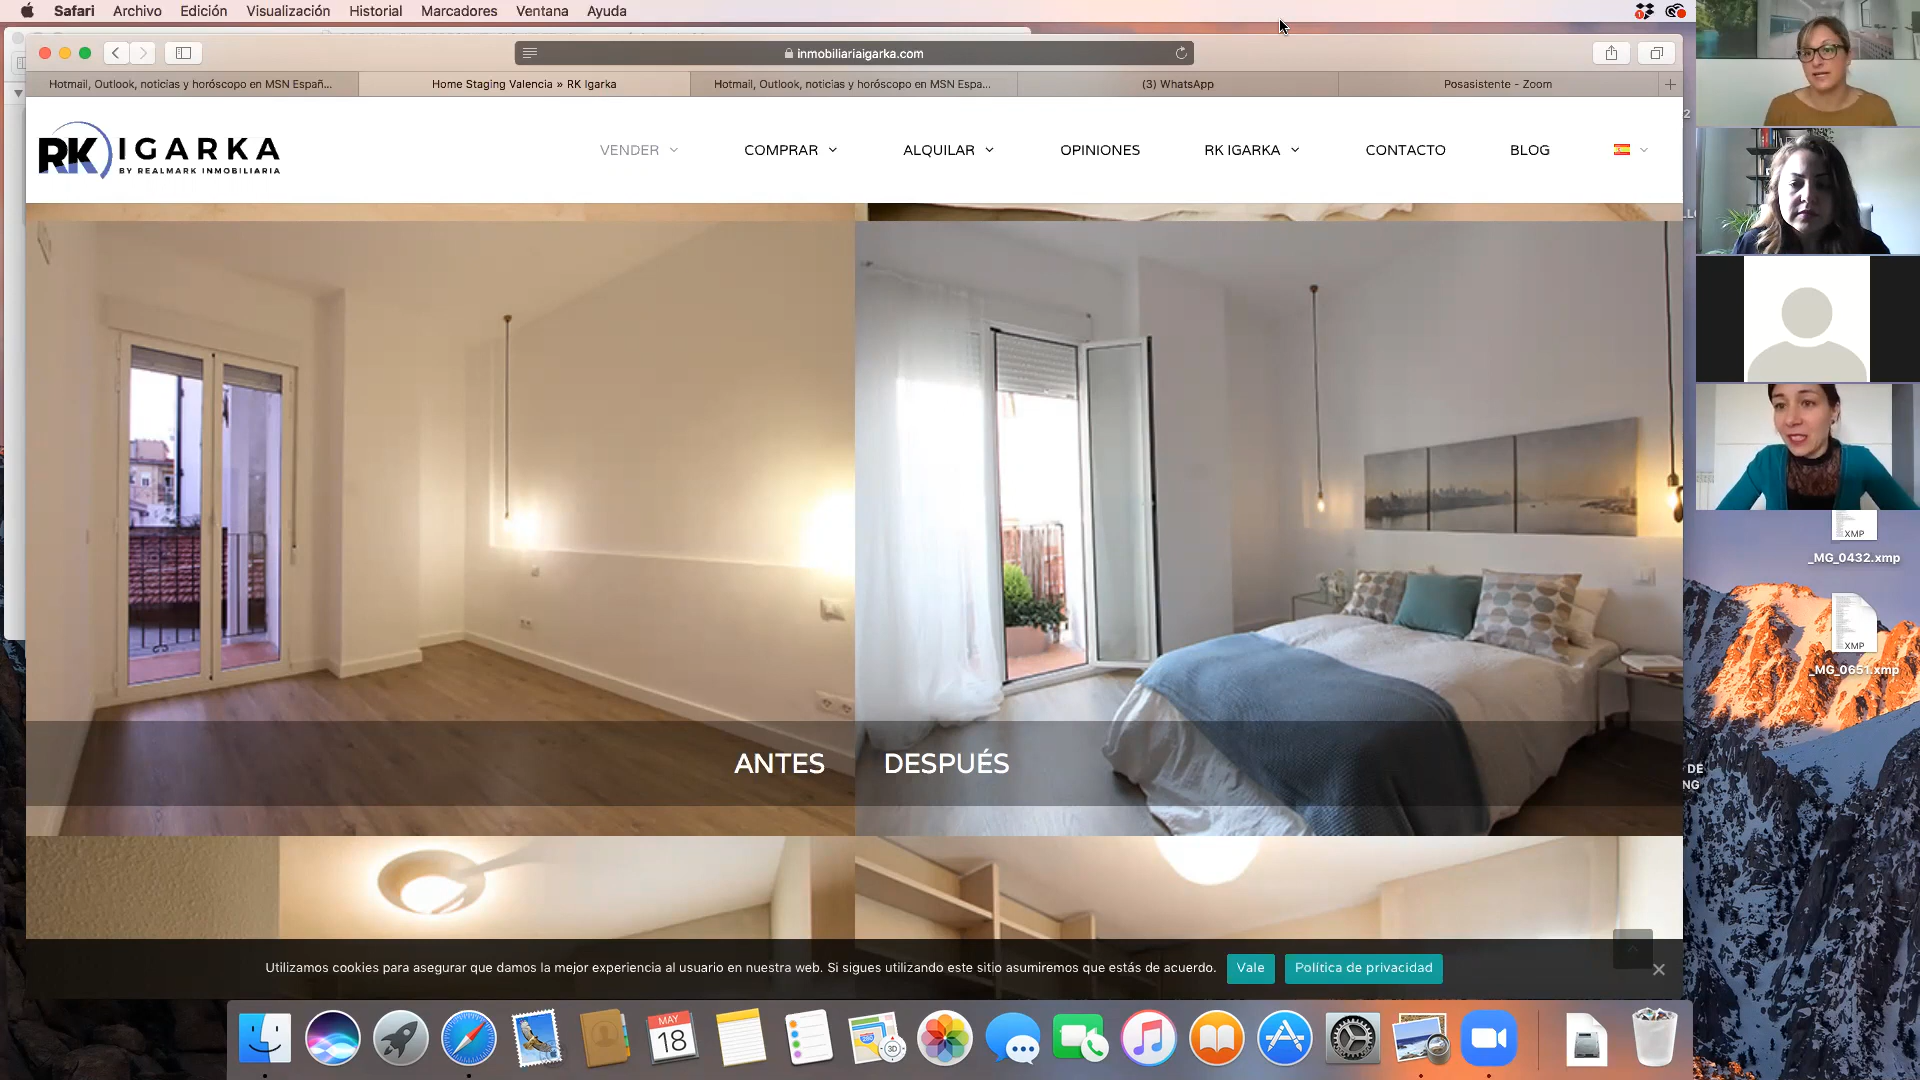 Safari Archivo Edición Visualización Historial Marcadores Ventana Ayuda
inmobiliariaigarka.com
Hotmail, Outlook, noticias y horóscopo en MSN Españ... Home Staging Valencia » RK Igarka Hotmail, Outlook, noticias y horóscopo en MSN Espa... (3) WhatsApp Posasistente - Zoom
RK IGARKA
BY REALMARK INMOBILIARIA
VENDER COMPRAR ALQUILAR OPINIONES RK IGARKA CONTACTO BLOG
ANTES DESPUÉS
XMP
_MG_0432.xmp
XMP
_MG_0651.xmp
DE
NG
Utilizamos cookies para asegurar que damos la mejor experiencia al usuario en nuestra web. Si sigues utilizando este sitio asumiremos que estás de acuerdo. Vale Política de privacidad
MAY
18
3D